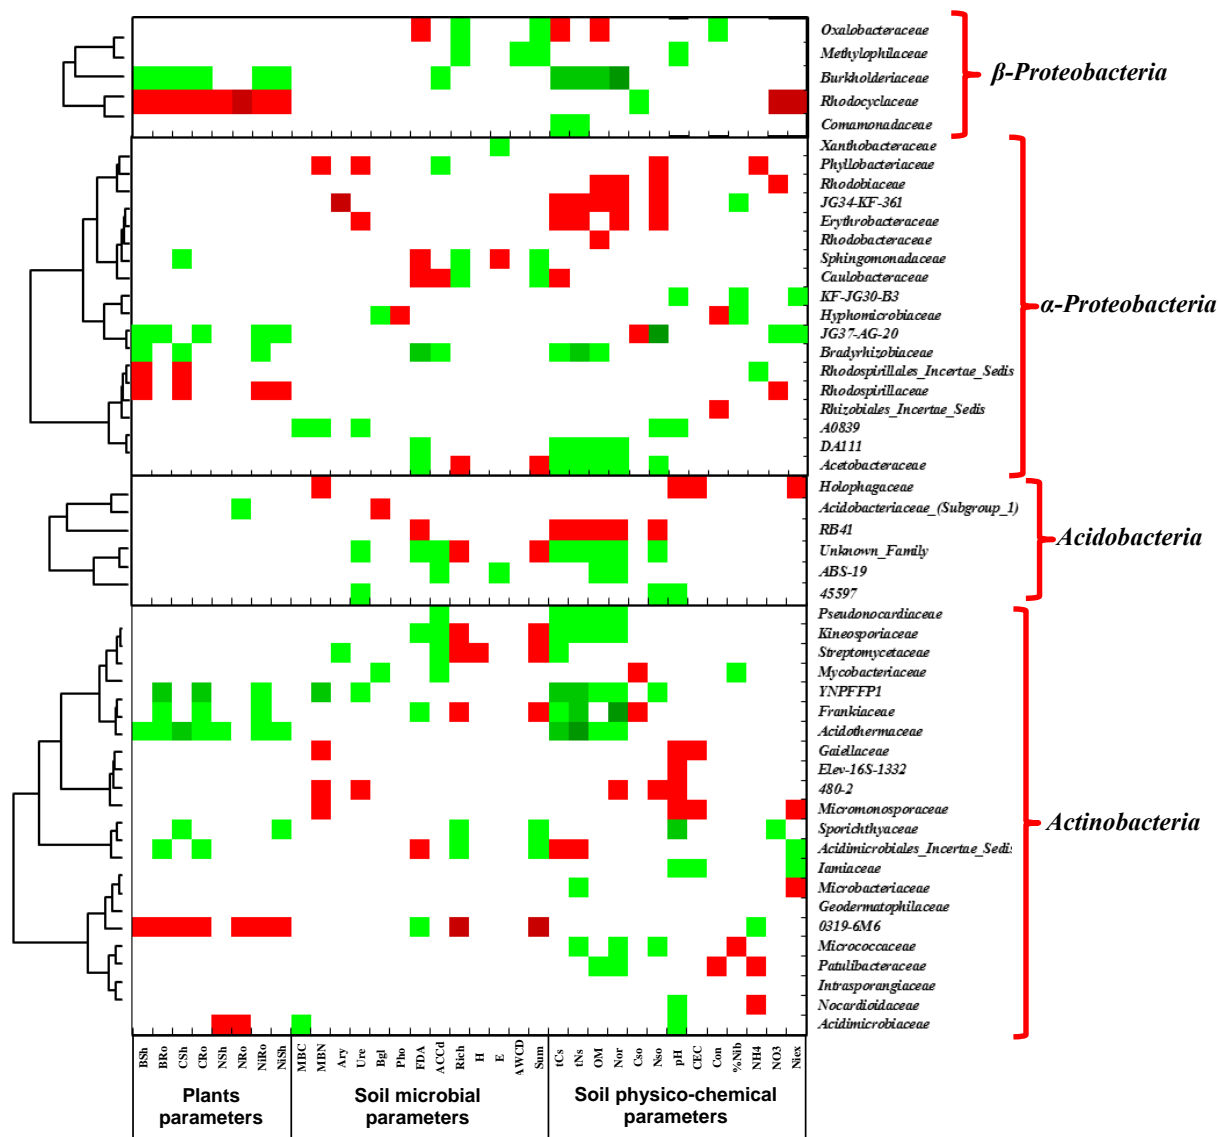 Oxalobacteraceae
Methylophilaceae
Burkholderiaceae
Rhodocyclaceae
Comamonadaceae
β-Proteobacteria
Xanthobacteraceae
Phyllobacteriaceae
Rhodobiaceae
JG34-KF-361
Erythrobacteraceae
Rhodobacteraceae
Sphingomonadaceae
Caulobacteraceae
KF-JG30-B3
Hyphomicrobiaceae
JG37-AG-20
Bradyrhizobiaceae
Rhodospirillales_Incertae_Sedis
Rhodospirillaceae
Rhizobiales_Incertae_Sedis
A0839
DA111
Acetobacteraceae
α-Proteobacteria
Holophagaceae
Acidobacteriaceae_(Subgroup_1)
RB41
Unknown_Family
ABS-19
45597
Acidobacteria
Pseudonocardiaceae
Kineosporiaceae
Streptomycetaceae
Mycobacteriaceae
YNPFFP1
Frankiaceae
Acidothermaceae
Gaiellaceae
Elev-16S-1332
480-2
Micromonosporaceae
Sporichthyaceae
Acidimicrobiales_Incertae_Sedis
Iamiaceae
Microbacteriaceae
Geodermatophilaceae
0319-6M6
Micrococcaceae
Patulibacteraceae
Intrasporangiaceae
Nocardioidaceae
Acidimicrobiaceae
Actinobacteria
BSh
BRo
CSh
CRo
NSh
NRo
NiRo
NiSh
MBC
MBN
Ary
Ure
Bgl
Pho
FDA
ACCd
Rich
H
E
AWCD
Sum
tCs
tNs
OM
Nor
Cso
Nso
pH
CEC
Con
%Nib
NH4
NO3
Niex
Plants
parameters
Soil microbial
parameters
Soil physico-chemical
parameters